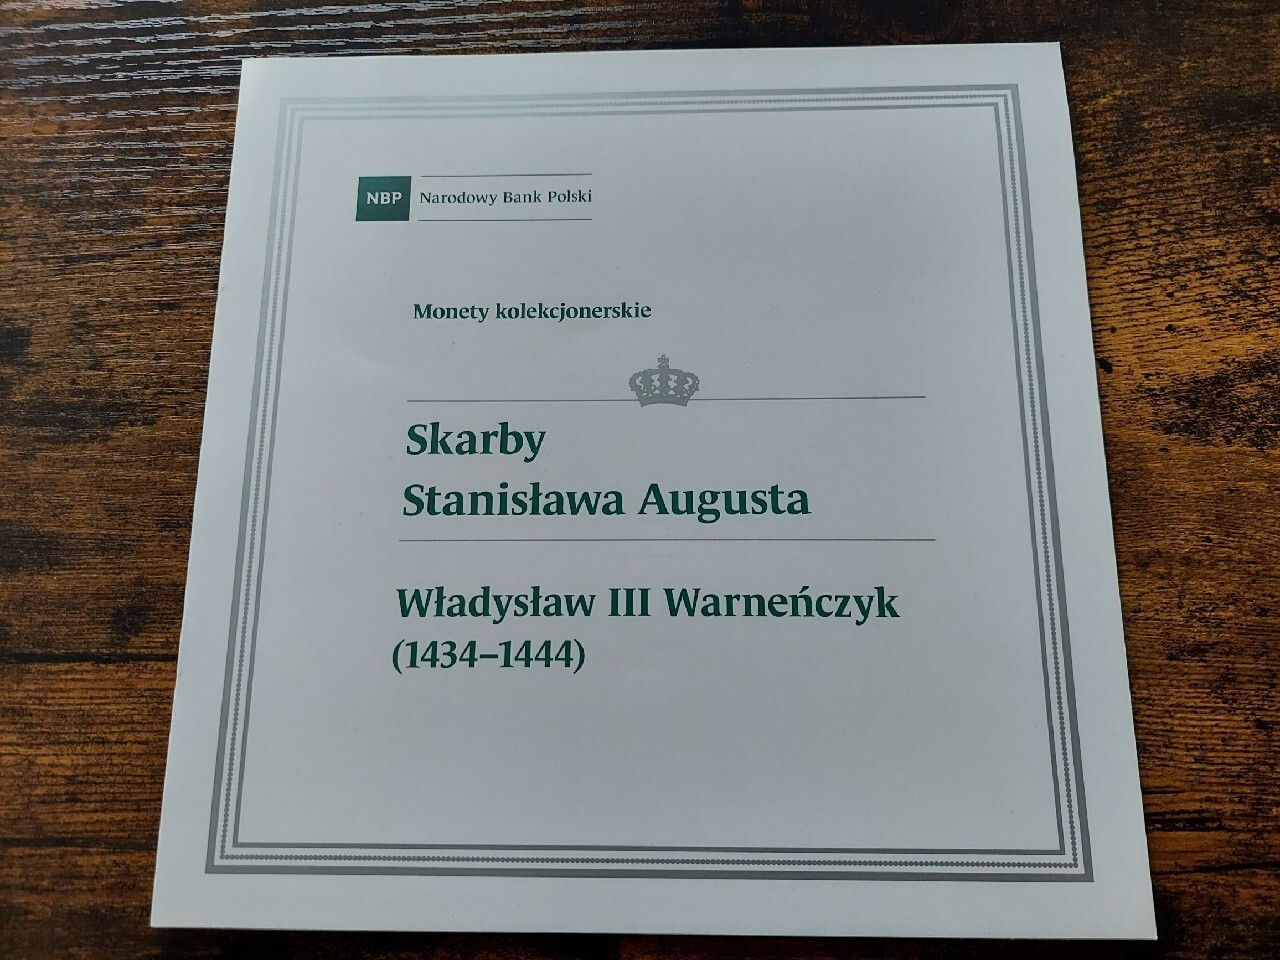 NBP Narodowy Bank Polski
Monety kolekcjonerskie
Skarby
Stanisława Augusta
Władysław III Warneńczyk
(1434–1444)